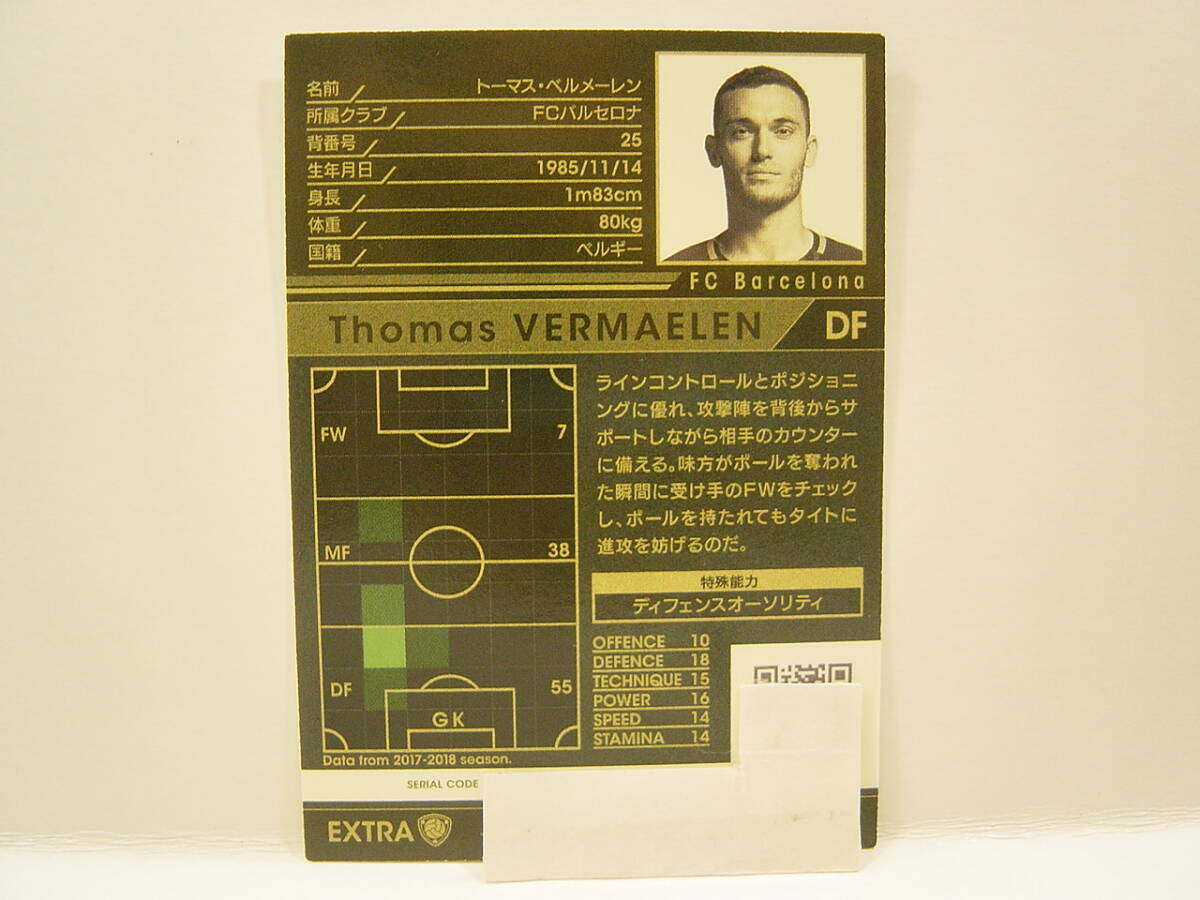 名前 トーマス・ベルメーレン
所属クラブ FCバルセロナ
背番号 25
生年月日 1985/11/14
身長 1m83cm
体重 80kg
国籍 ベルギー
FC Barcelona
Thomas VERMAELEN DF
FW 7
MF 38
DF 55
GK
Data from 2017-2018 season.
ラインコントロールとポジショニ
ングに優れ、攻撃陣を背後からサ
ポートしながら相手のカウンター
に備える。味方がボールを奪われ
た瞬間に受け手のFWをチェック
し、ボールを持たれてもタイトに
進攻を妨げるのだ。
特殊能力
ディフェンスオーソリティ
OFFENCE 10
DEFENCE 18
TECHNIQUE 15
POWER 16
SPEED 14
STAMINA 14
SERIAL CODE
EXTRA